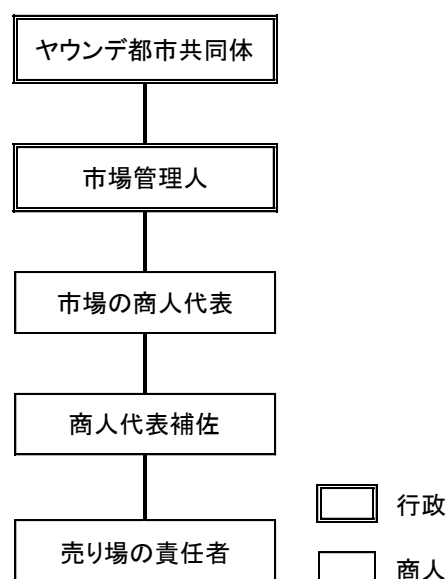 ヤウンデ都市共同体
市場管理人
市場の商人代表
商人代表補佐
売り場の責任者
行政
商人